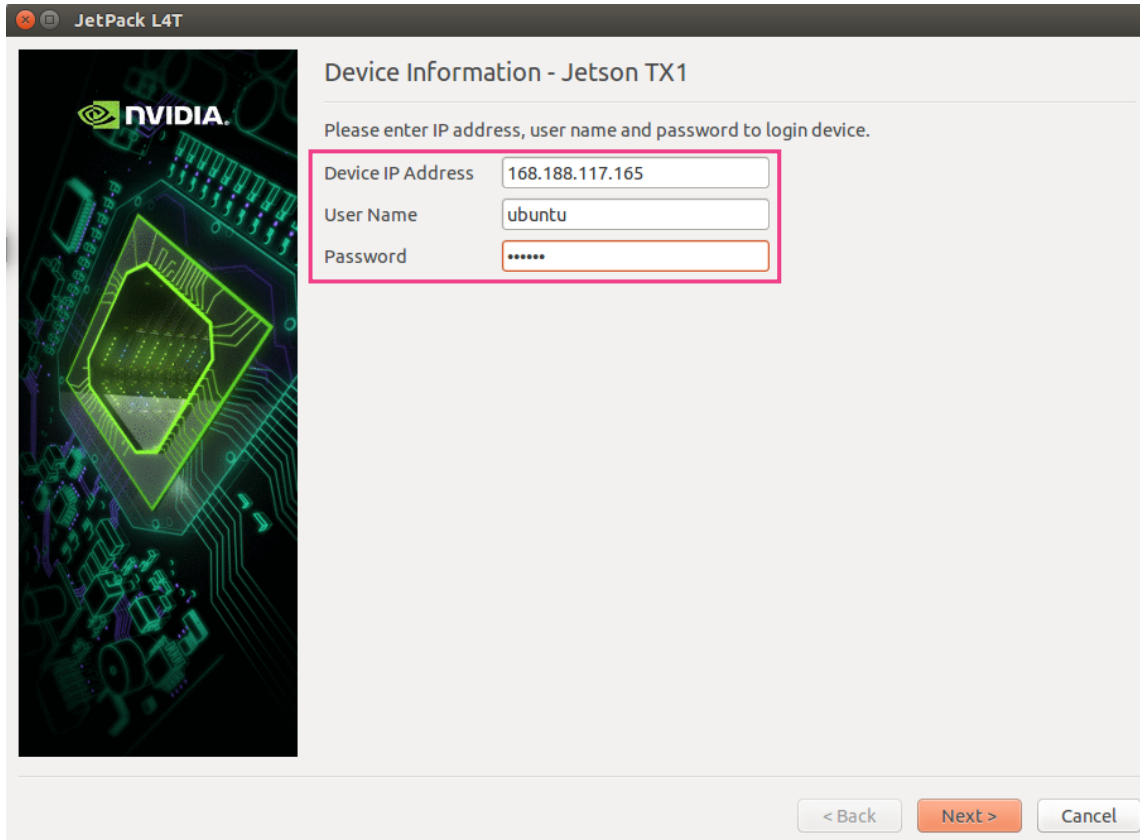 JetPack L4T
NVIDIA.
Device Information - Jetson TX1
Please enter IP address, user name and password to login device.
Device IP Address 168.188.117.165
User Name ubuntu
Password ••••••
< Back Next > Cancel